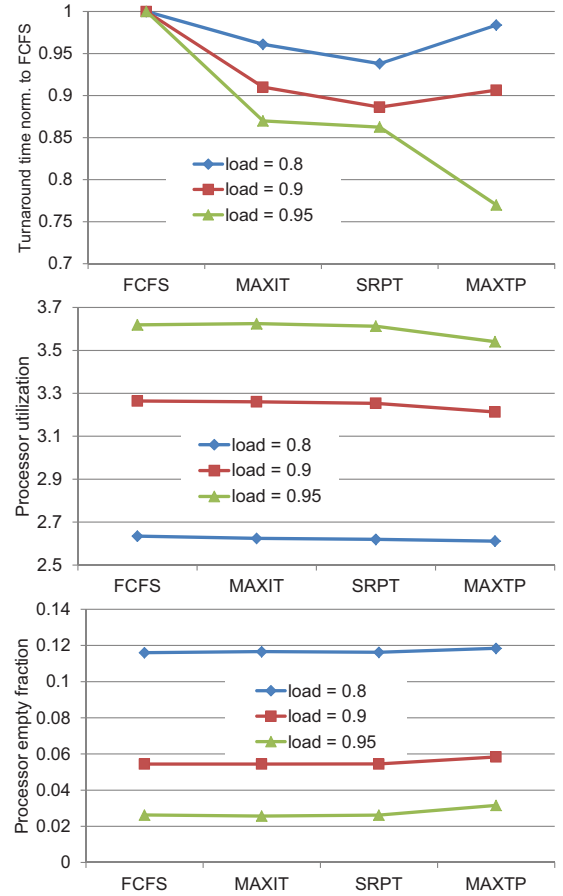 Turnaround time norm. to FCFS
1
0.95
0.9
0.85
0.8
0.75
0.7
load = 0.8
load = 0.9
load = 0.95
FCFS MAXIT SRPT MAXTP
Processor utilization
3.7
3.5
3.3
3.1
2.9
2.7
2.5
load = 0.8
load = 0.9
load = 0.95
FCFS MAXIT SRPT MAXTP
Processor empty fraction
0.14
0.12
0.1
0.08
0.06
0.04
0.02
0
load = 0.8
load = 0.9
load = 0.95
FCFS MAXIT SRPT MAXTP